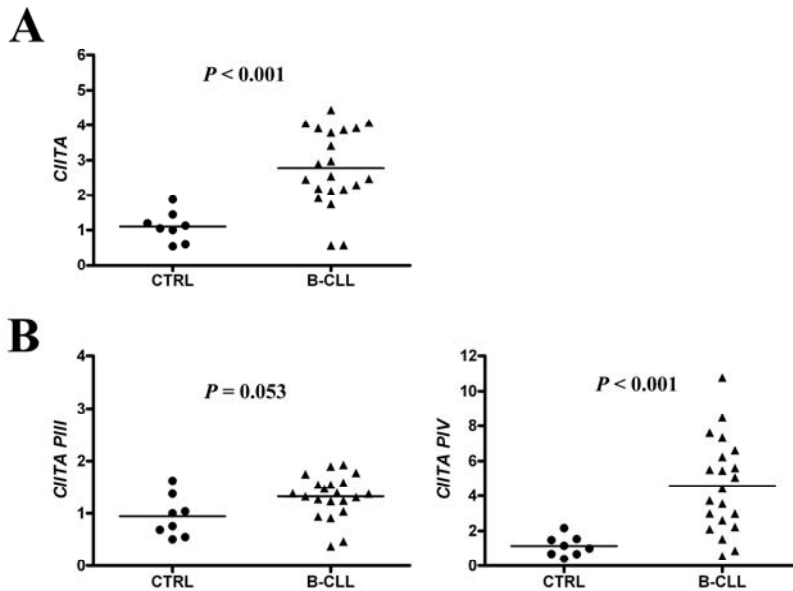 A
CIITA
6
5
4
3
2
1
0
P < 0.001
CTRL
B-CLL
B
CIITA PIII
4
3
2
1
0
P = 0.053
CTRL
B-CLL
CIITA PIV
12
10
8
6
4
2
0
P < 0.001
CTRL
B-CLL